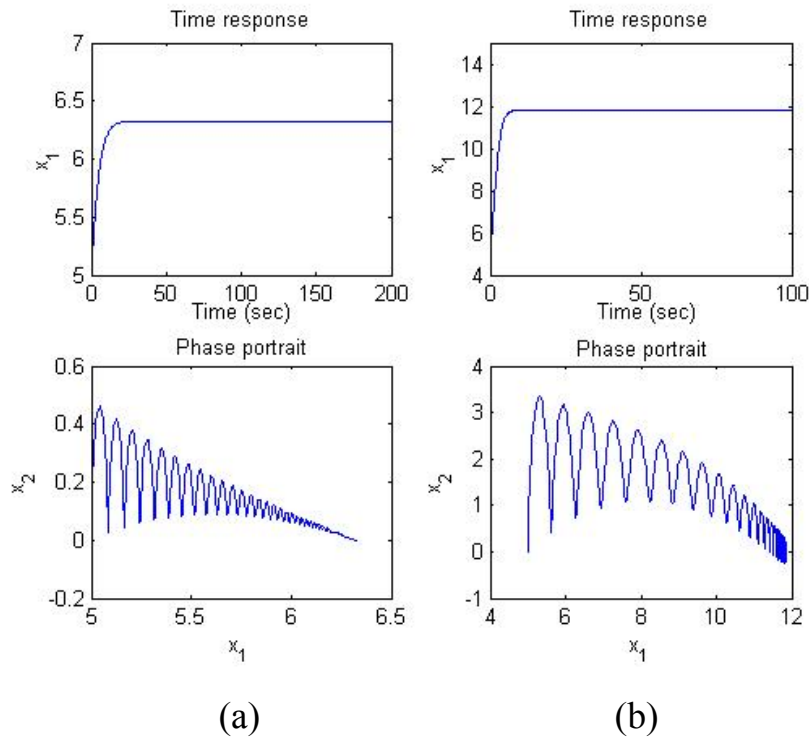 Time response
7
6.5
6
5.5
5
x1
0 50 100 150 200
Time (sec)
Phase portrait
0.6
0.4
0.2
0
-0.2
x2
5 5.5 6 6.5
x1
(a)
Time response
14
12
10
8
6
4
x1
0 50 100
Time (sec)
Phase portrait
4
3
2
1
0
-1
x2
4 6 8 10 12
x1
(b)